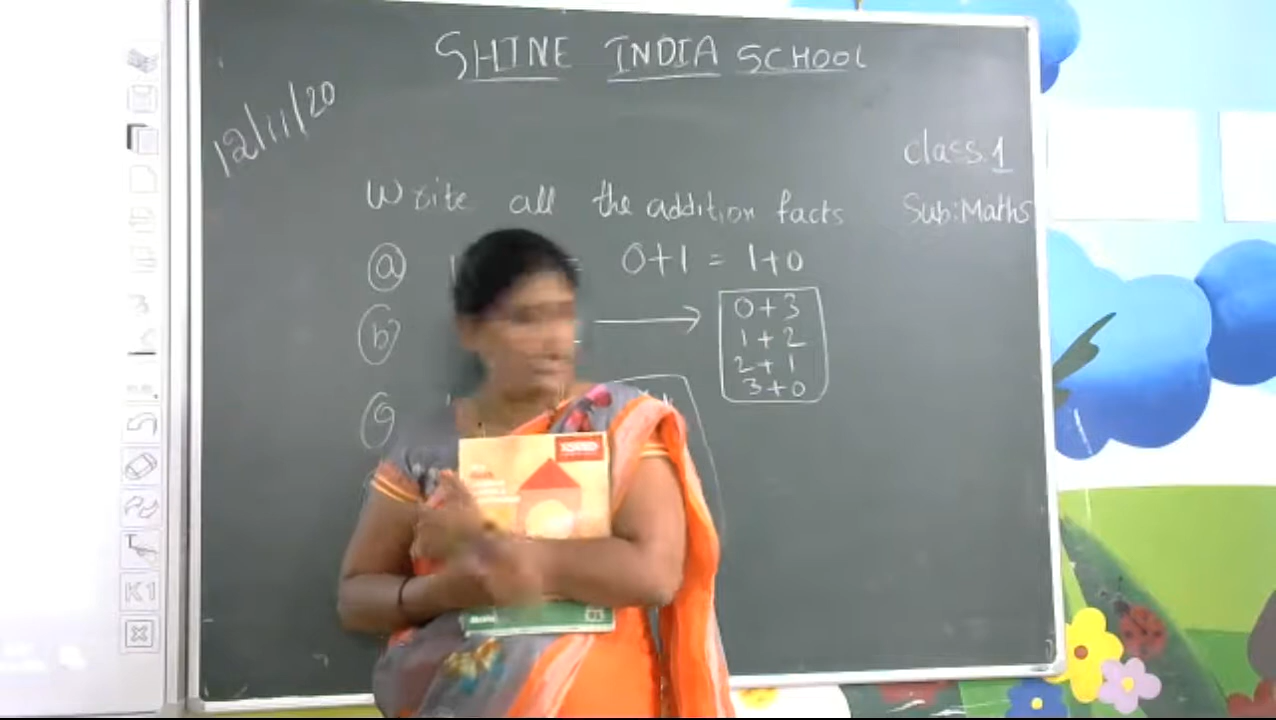 SHINE INDIA SCHOOL
12/11/20
class.1
Write all the addition facts
Sub:Maths
(a) 0+1 = 1+0
(b) →
0+3
1+2
2+1
3+0
K1